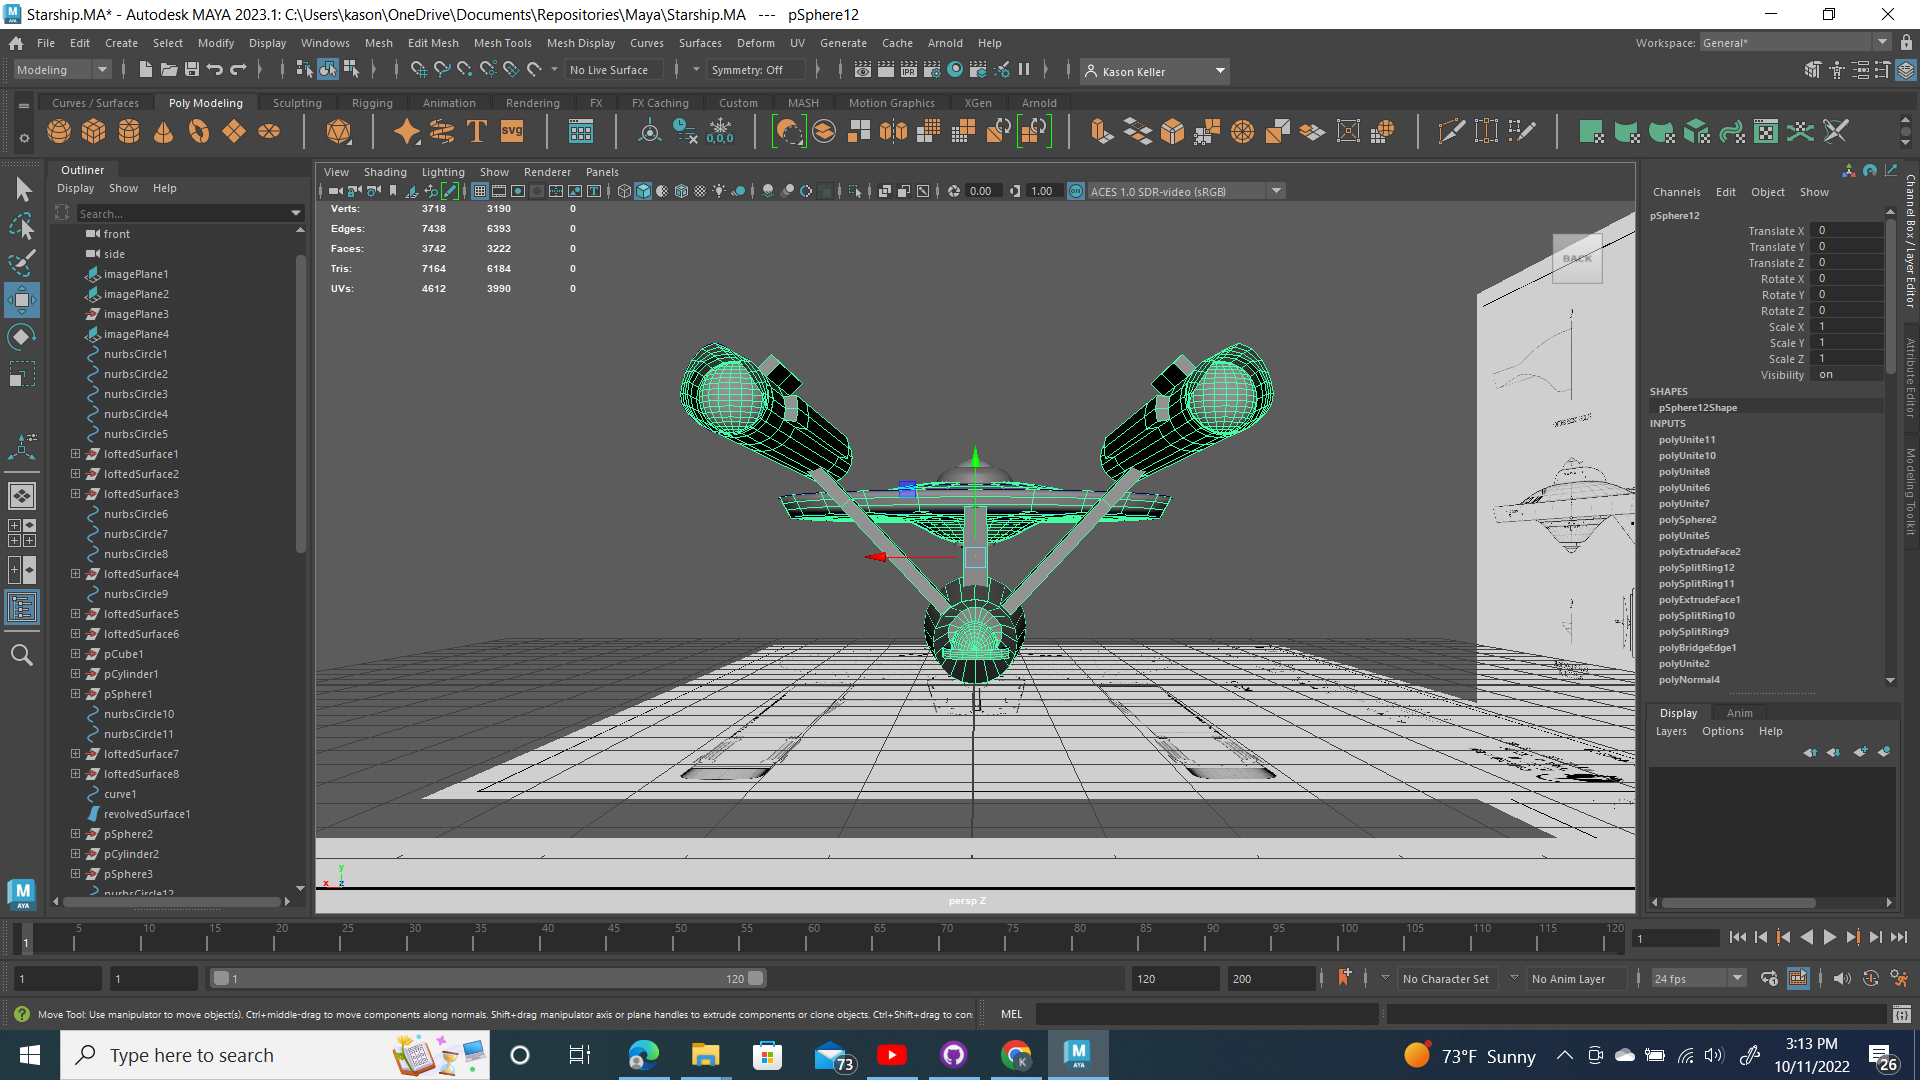 Starship.MA* - Autodesk MAYA 2023.1: C:\Users\kason\OneDrive\Documents\Repositories\Maya\Starship.MA --- pSphere12
File Edit Create Select Modify Display Windows Mesh Edit Mesh Mesh Tools Mesh Display Curves Surfaces Deform UV Generate Cache Arnold Help
Workspace: General*
Modeling
No Live Surface
Symmetry: Off
IPR
Kason Keller
Curves / Surfaces Poly Modeling Sculpting Rigging Animation Rendering FX FX Caching Custom MASH Motion Graphics XGen Arnold
T SVG
0,0,0
Outliner
Display Show Help
Search...
front
side
imagePlane1
imagePlane2
imagePlane3
imagePlane4
nurbsCircle1
nurbsCircle2
nurbsCircle3
nurbsCircle4
nurbsCircle5
loftedSurface1
loftedSurface2
loftedSurface3
nurbsCircle6
nurbsCircle7
nurbsCircle8
loftedSurface4
nurbsCircle9
loftedSurface5
loftedSurface6
pCube1
pCylinder1
pSphere1
nurbsCircle10
nurbsCircle11
loftedSurface7
loftedSurface8
curve1
revolvedSurface1
pSphere2
pCylinder2
pSphere3
nurbsCircle12
View Shading Lighting Show Renderer Panels
0.00
1.00
ON
ACES 1.0 SDR-video (sRGB)
Verts: 3718 3190 0
Edges: 7438 6393 0
Faces: 3742 3222 0
Tris: 7164 6184 0
UVs: 4612 3990 0
BACK
y
x z
persp Z
Channels Edit Object Show
pSphere12
Translate X 0
Translate Y 0
Translate Z 0
Rotate X 0
Rotate Y 0
Rotate Z 0
Scale X 1
Scale Y 1
Scale Z 1
Visibility on
SHAPES
pSphere12Shape
INPUTS
polyUnite11
polyUnite10
polyUnite8
polyUnite6
polyUnite7
polySphere2
polyUnite5
polyExtrudeFace2
polySplitRing12
polySplitRing11
polyExtrudeFace1
polySplitRing10
polySplitRing9
polyBridgeEdge1
polyUnite2
polyNormal4
Channel Box / Layer Editor
Attribute Editor
Modeling Toolkit
Display Anim
Layers Options Help
M
AYA
1 5 10 15 20 25 30 35 40 45 50 55 60 65 70 75 80 85 90 95 100 105 110 115 120
1
1
1
1
120
120
200
No Character Set
No Anim Layer
24 fps
Move Tool: Use manipulator to move object(s). Ctrl+middle-drag to move components along normals. Shift+drag manipulator axis or plane handles to extrude components or clone objects. Ctrl+Shift+drag to con
MEL
Type here to search
73
K
M
AYA
73°F Sunny
3:13 PM
10/11/2022
26